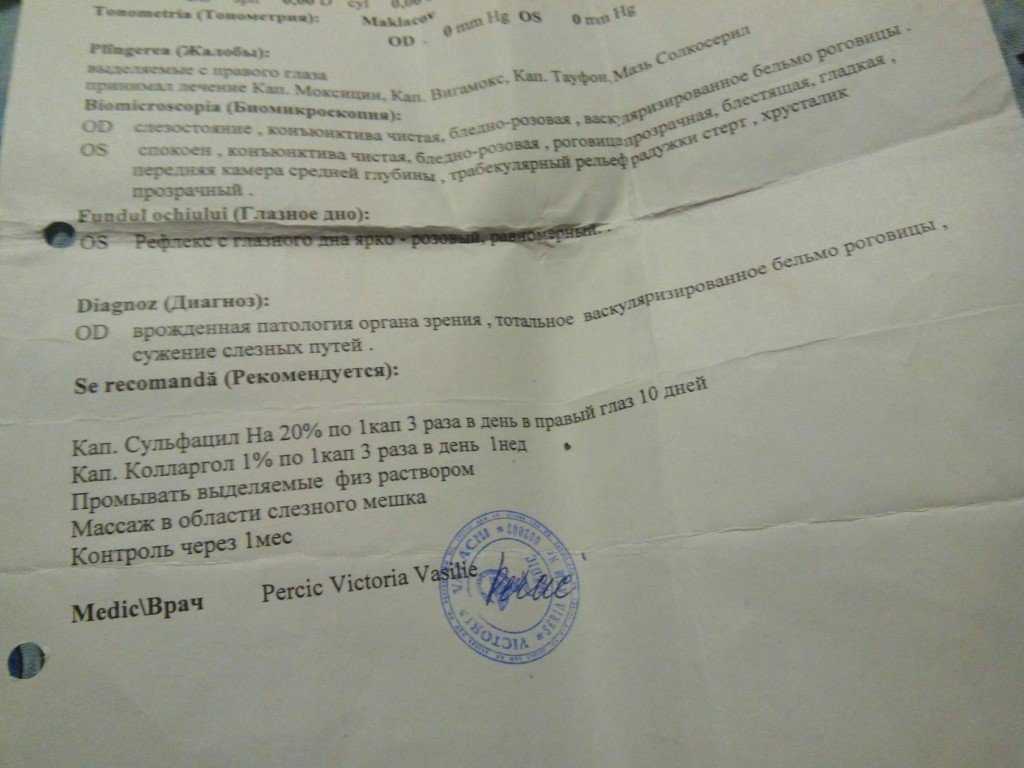 OS 0,00 D cyl 0,00
Tonometria (Тонометрия): Maklacov
OD - 0 mm Hg OS 0 mm Hg
Plîngerea (Жалобы):
выделяемые с правого глаза
принимал лечение Кап. Моксицин, Кап. Вигамокс, Кап. Тауфон, Мазь Солкосерил
Biomicroscopia (Биомикроскопия):
OD слезостояние , конъюнктива чистая, бледно-розовая , васкуляризированное бельмо роговицы .
OS спокоен , конъюнктива чистая, бледно-розовая , роговица прозрачная, блестящая, гладкая ,
передняя камера средней глубины , трабекулярный рельеф радужки стерт , хрусталик
прозрачный .
Fundul ochiului (Глазное дно):
OS Рефлекс с глазного дна ярко - розовый, равномерный. .
Diagnoz (Диагноз):
OD врожденная патология органа зрения , тотальное васкуляризированное бельмо роговицы ,
сужение слезных путей .
Se recomandă (Рекомендуется):
Кап. Сульфацил На 20% по 1кап 3 раза в день в правый глаз 10 дней
Кап. Колларгол 1% по 1кап 3 раза в день 1нед
Промывать выделяемые физ раствором
Массаж в области слезного мешка
Контроль через 1мес
Medic\Врач Percic Victoria Vasilie